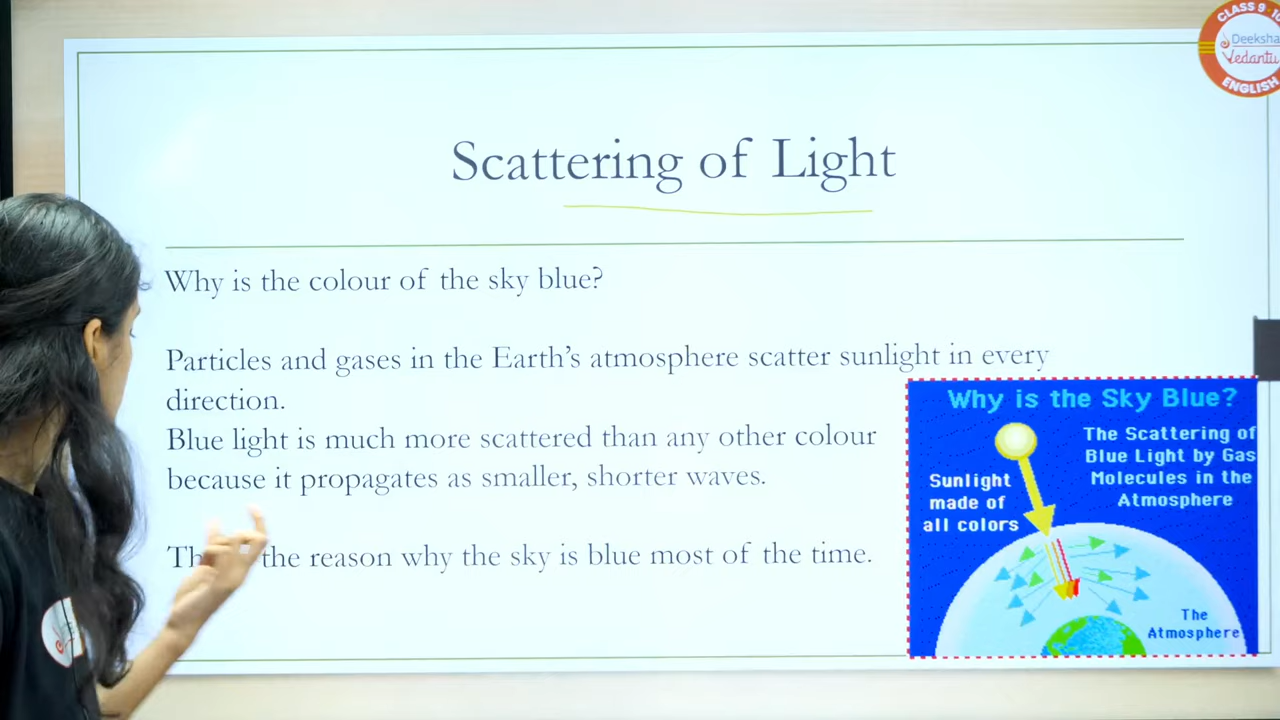 CLASS 9-10
Deeksha
Vedantu
ENGLISH
Scattering of Light
Why is the colour of the sky blue?
Particles and gases in the Earth's atmosphere scatter sunlight in every
direction.
Blue light is much more scattered than any other colour
because it propagates as smaller, shorter waves.
the reason why the sky is blue most of the time.
Why is the Sky Blue?
The Scattering of
Blue Light by Gas
Molecules in the
Atmosphere
Sunlight
made of
all colors
The
Atmosphere